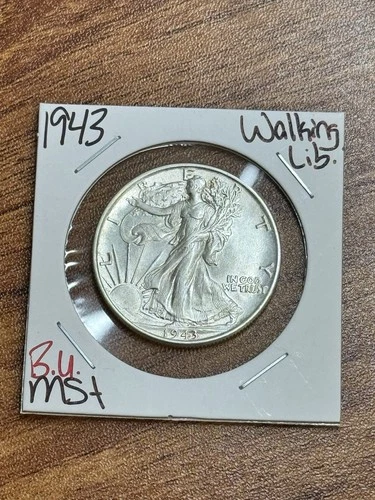 1943
Walking
Lib.
LIBERTY
IN GOD
WE TRUST
1943
B.U.
MS+